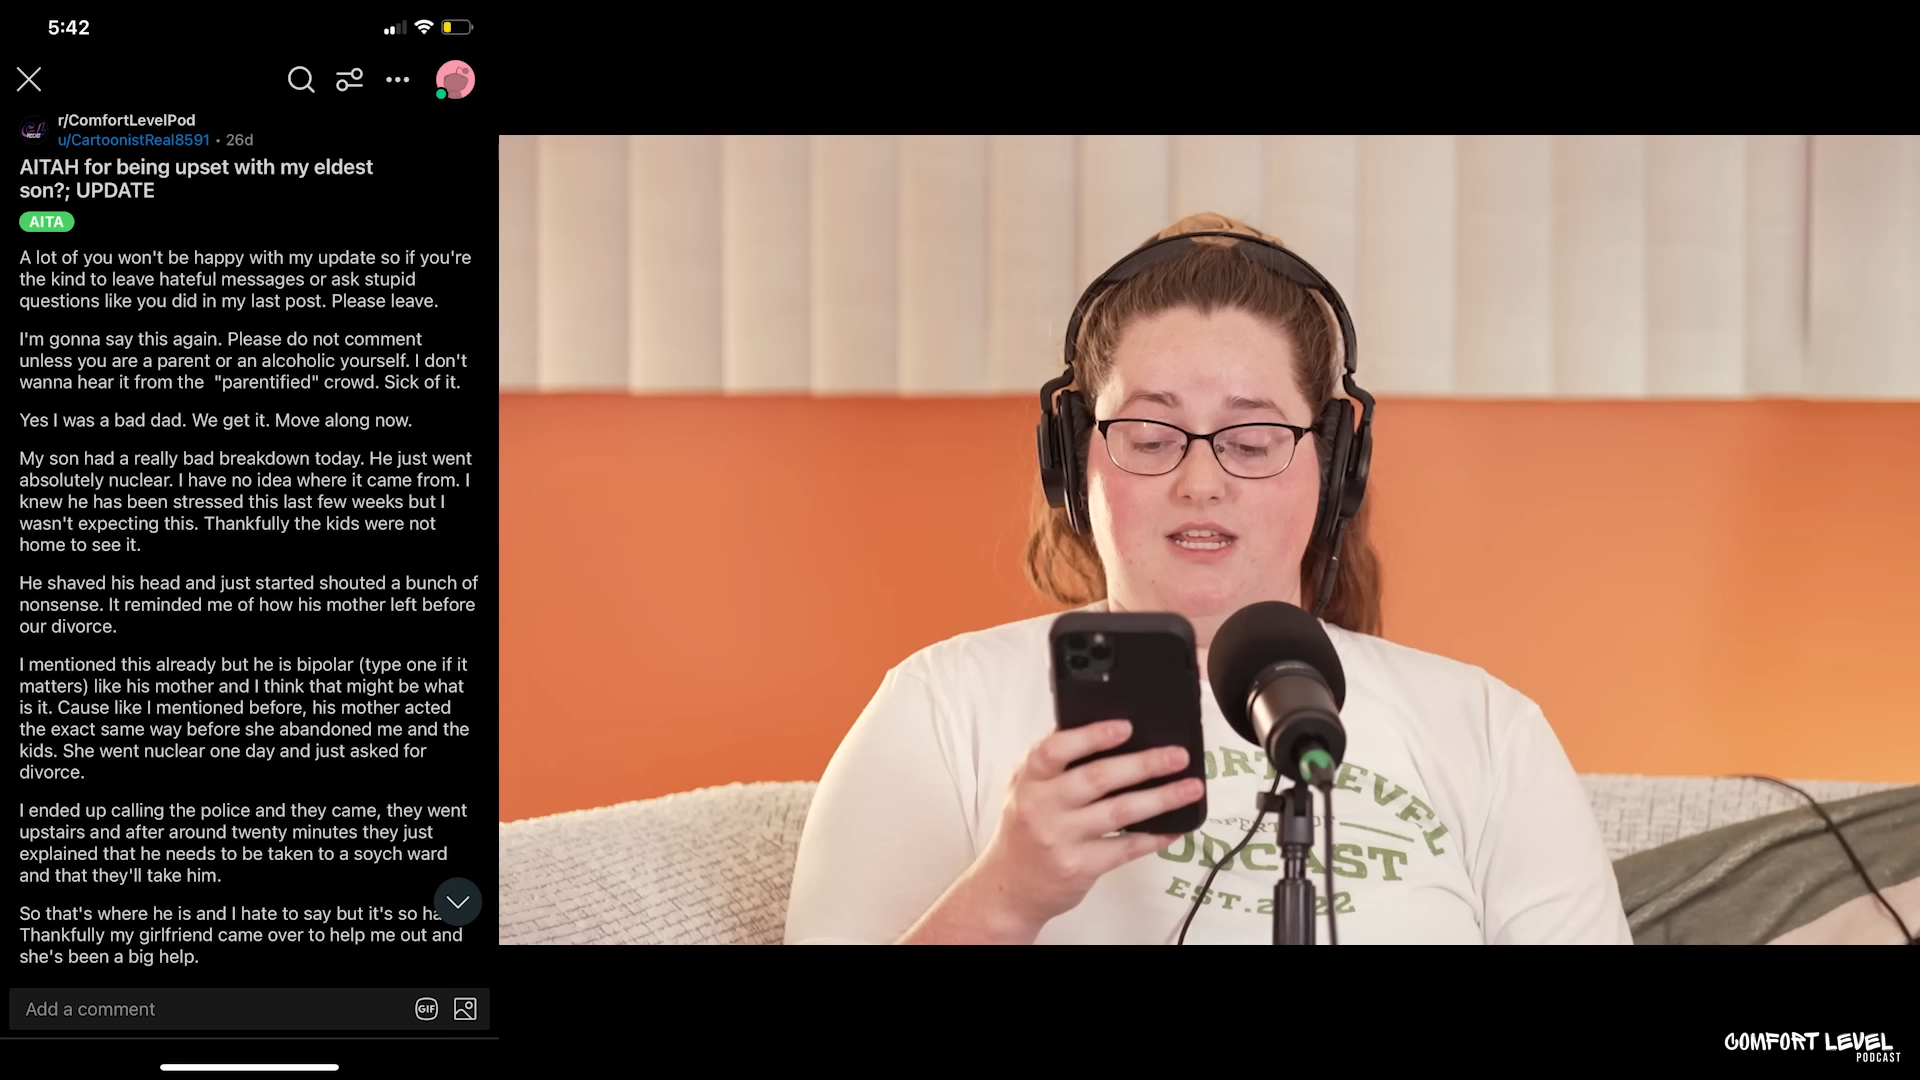 5:42
r/ComfortLevelPod
u/CartoonistReal8591 • 26d
AITAH for being upset with my eldest
son?; UPDATE
AITA
A lot of you won't be happy with my update so if you're
the kind to leave hateful messages or ask stupid
questions like you did in my last post. Please leave.
I'm gonna say this again. Please do not comment
unless you are a parent or an alcoholic yourself. I don't
wanna hear it from the "parentified" crowd. Sick of it.
Yes I was a bad dad. We get it. Move along now.
My son had a really bad breakdown today. He just went
absolutely nuclear. I have no idea where it came from. I
knew he has been stressed this last few weeks but I
wasn't expecting this. Thankfully the kids were not
home to see it.
He shaved his head and just started shouted a bunch of
nonsense. It reminded me of how his mother left before
our divorce.
I mentioned this already but he is bipolar (type one if it
matters) like his mother and I think that might be what
is it. Cause like I mentioned before, his mother acted
the exact same way before she abandoned me and the
kids. She went nuclear one day and just asked for
divorce.
I ended up calling the police and they came, they went
upstairs and after around twenty minutes they just
explained that he needs to be taken to a soych ward
and that they'll take him.
So that's where he is and I hate to say but it's so
Thankfully my girlfriend came over to help me out and
she's been a big help.
Add a comment
GIF
PODCAST
EST.2022
COMFORT LEVEL
PODCAST